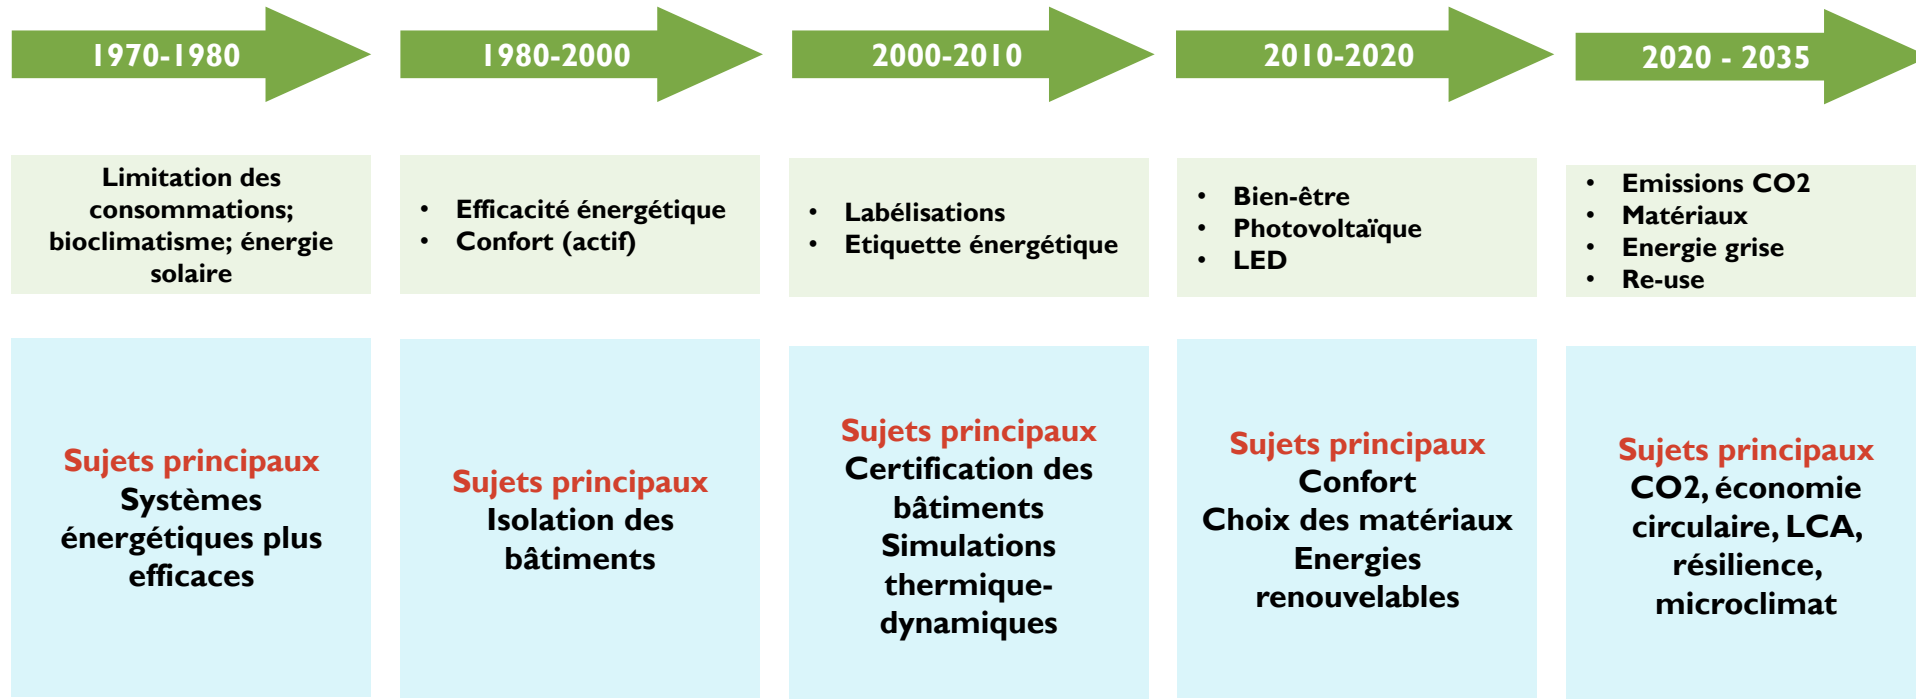 1970-1980
1980-2000
2000-2010
2010-2020
2020 - 2035
Limitation des
consommations;
bioclimatisme; énergie
solaire
• Efficacité énergétique
• Confort (actif)
• Labélisations
• Etiquette énergétique
• Bien-être
• Photovoltaïque
• LED
• Emissions CO2
• Matériaux
• Energie grise
• Re-use
Sujets principaux
Systèmes
énergétiques plus
efficaces
Sujets principaux
Isolation des
bâtiments
Sujets principaux
Certification des
bâtiments
Simulations
thermique-
dynamiques
Sujets principaux
Confort
Choix des matériaux
Energies
renouvelables
Sujets principaux
CO2, économie
circulaire, LCA,
résilience,
microclimat